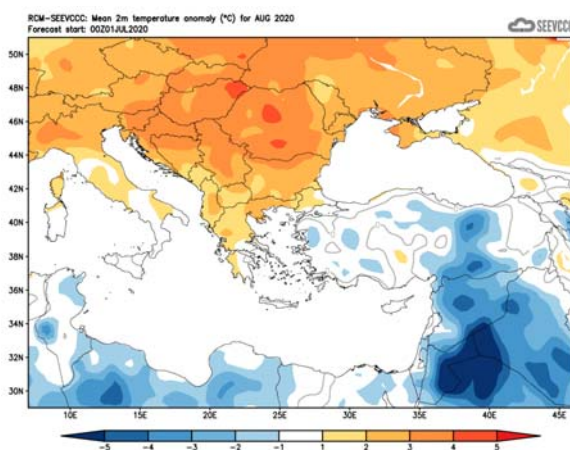 RCM-SEEVCCC: Mean 2m temperature anomaly (°C) for AUG 2020
Forecast start: 00Z01JUL2020
SEEVCCC
50N
48N
46N
44N
42N
40N
38N
36N
34N
32N
30N
10E 15E 20E 25E 30E 35E 40E 45E
-5 -4 -3 -2 -1 1 2 3 4 5